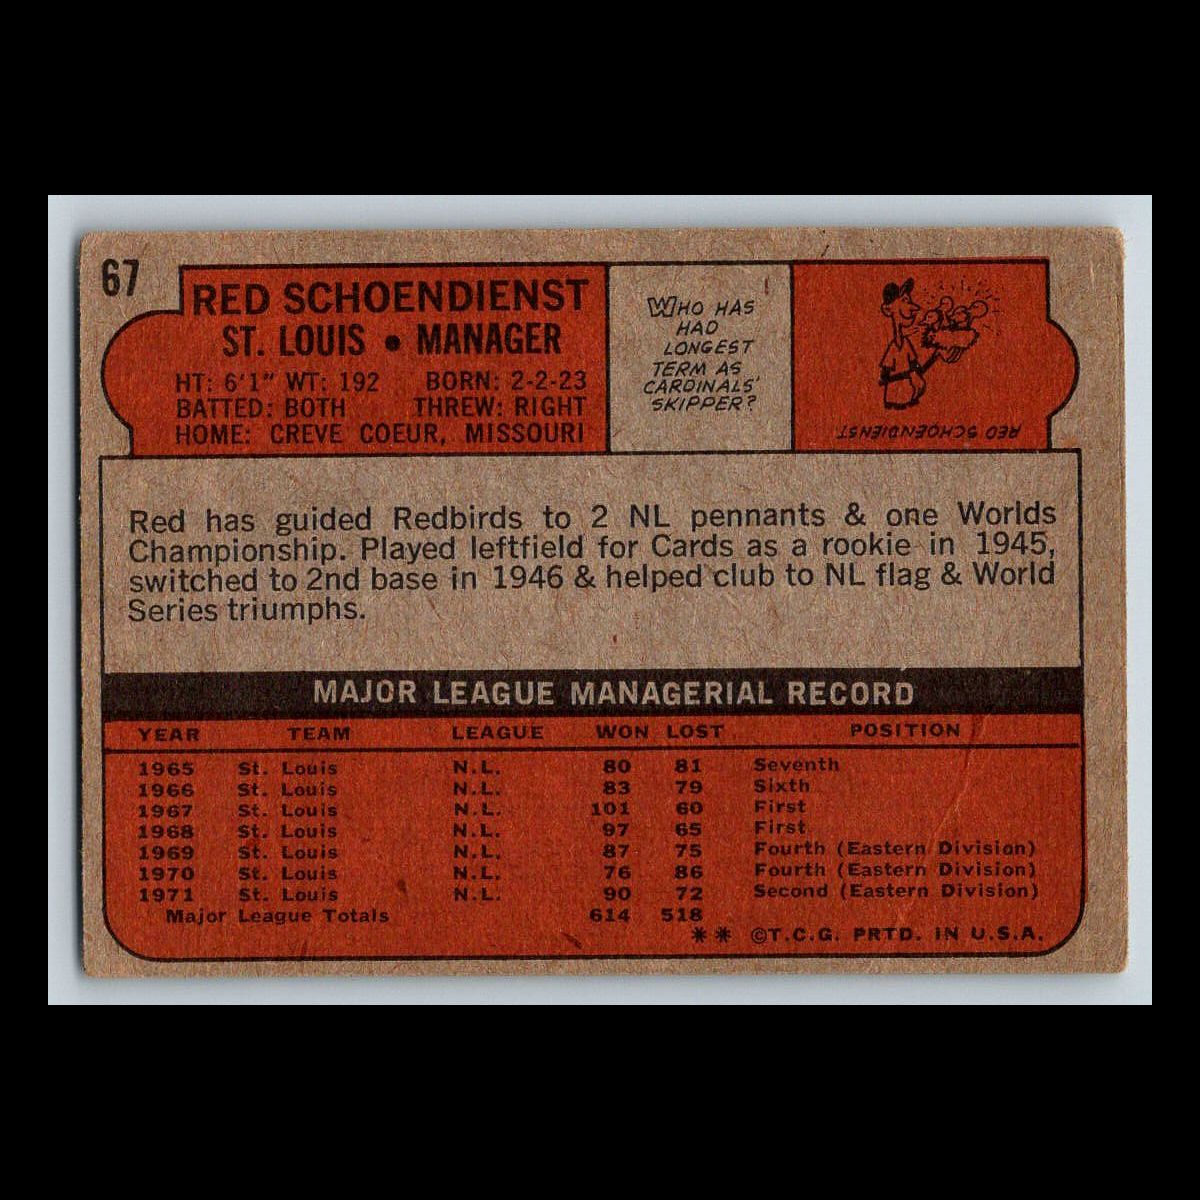 67
RED SCHOENDIENST
ST. LOUIS • MANAGER
HT: 6'1" WT: 192 BORN: 2-2-23
BATTED: BOTH THREW: RIGHT
HOME: CREVE COEUR, MISSOURI
WHO HAS
HAD
LONGEST
TERM AS
CARDINALS'
SKIPPER?
RED SCHOENDIENST
Red has guided Redbirds to 2 NL pennants & one Worlds
Championship. Played leftfield for Cards as a rookie in 1945,
switched to 2nd base in 1946 & helped club to NL flag & World
Series triumphs.
MAJOR LEAGUE MANAGERIAL RECORD
YEAR TEAM LEAGUE WON LOST POSITION
1965 St. Louis N.L. 80 81 Seventh
1966 St. Louis N.L. 83 79 Sixth
1967 St. Louis N.L. 101 60 First
1968 St. Louis N.L. 97 65 First
1969 St. Louis N.L. 87 75 Fourth (Eastern Division)
1970 St. Louis N.L. 76 86 Fourth (Eastern Division)
1971 St. Louis N.L. 90 72 Second (Eastern Division)
Major League Totals 614 518
** ©T.C.G. PRTD. IN U.S.A.